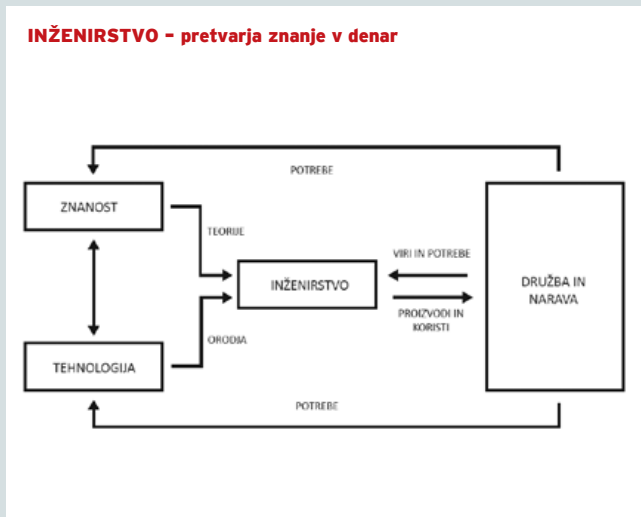 INŽENIRSTVO – pretvarja znanje v denar
POTREBE
ZNANOST
TEORIJE
VIRI IN POTREBE
INŽENIRSTVO
DRUŽBA IN
NARAVA
PROIZVODI IN
KORISTI
ORODJA
TEHNOLOGIJA
POTREBE